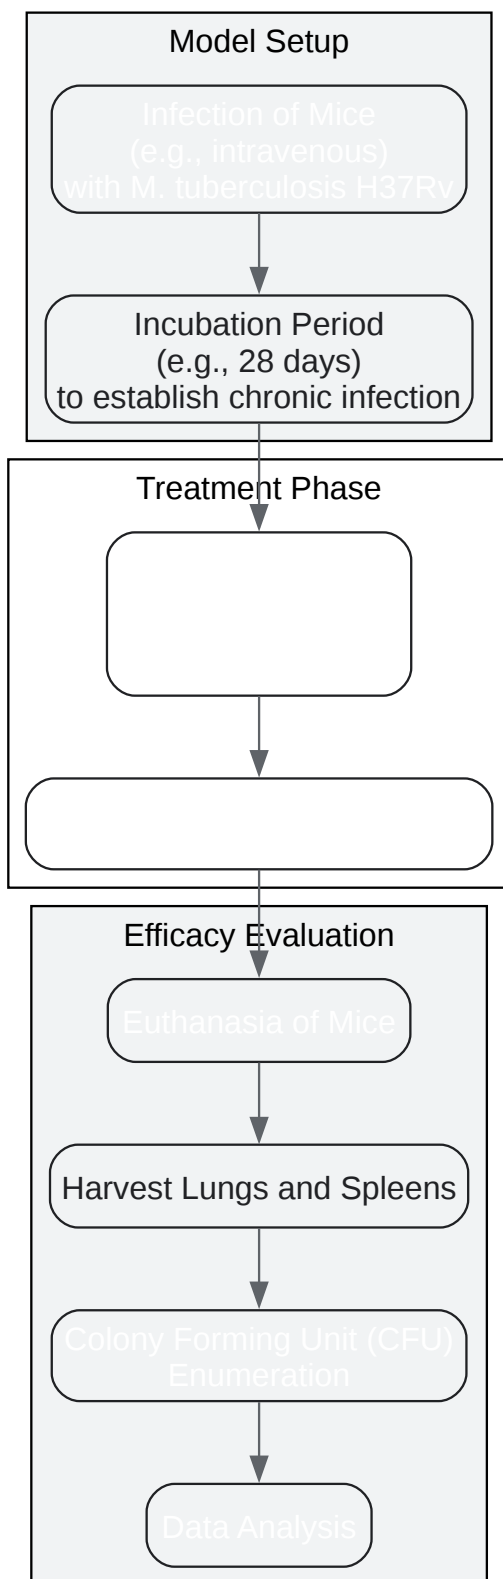 Model Setup
Infection of Mice
(e.g., intravenous)
with M. tuberculosis H37Rv
Incubation Period
(e.g., 28 days)
to establish chronic infection
Treatment Phase
Efficacy Evaluation
Euthanasia of Mice
Harvest Lungs and Spleens
Colony Forming Unit (CFU)
Enumeration
Data Analysis